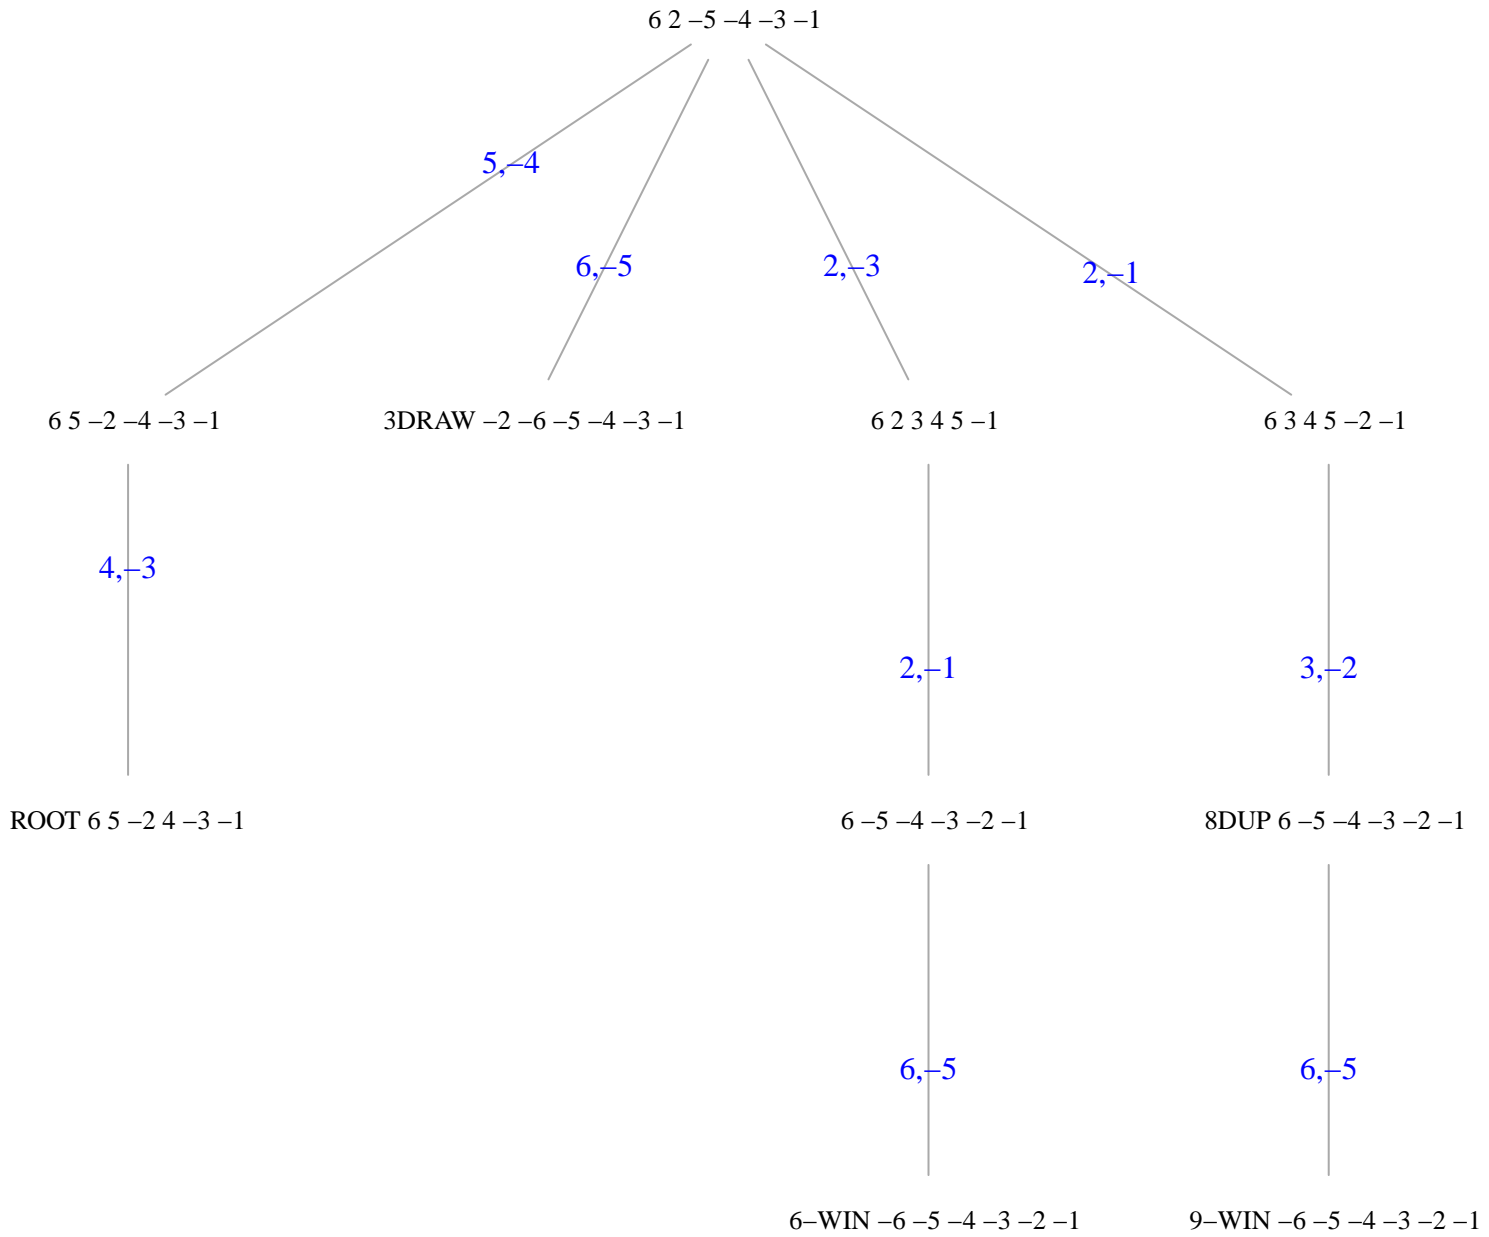 6 2 –5 –4 –3 –1
5,–4
6,–5
2,–3
2,–1
6 5 –2 –4 –3 –1
3DRAW –2 –6 –5 –4 –3 –1
6 2 3 4 5 –1
6 3 4 5 –2 –1
4,–3
2,–1
3,–2
ROOT 6 5 –2 4 –3 –1
6 –5 –4 –3 –2 –1
8DUP 6 –5 –4 –3 –2 –1
6,–5
6,–5
6–WIN –6 –5 –4 –3 –2 –1
9–WIN –6 –5 –4 –3 –2 –1